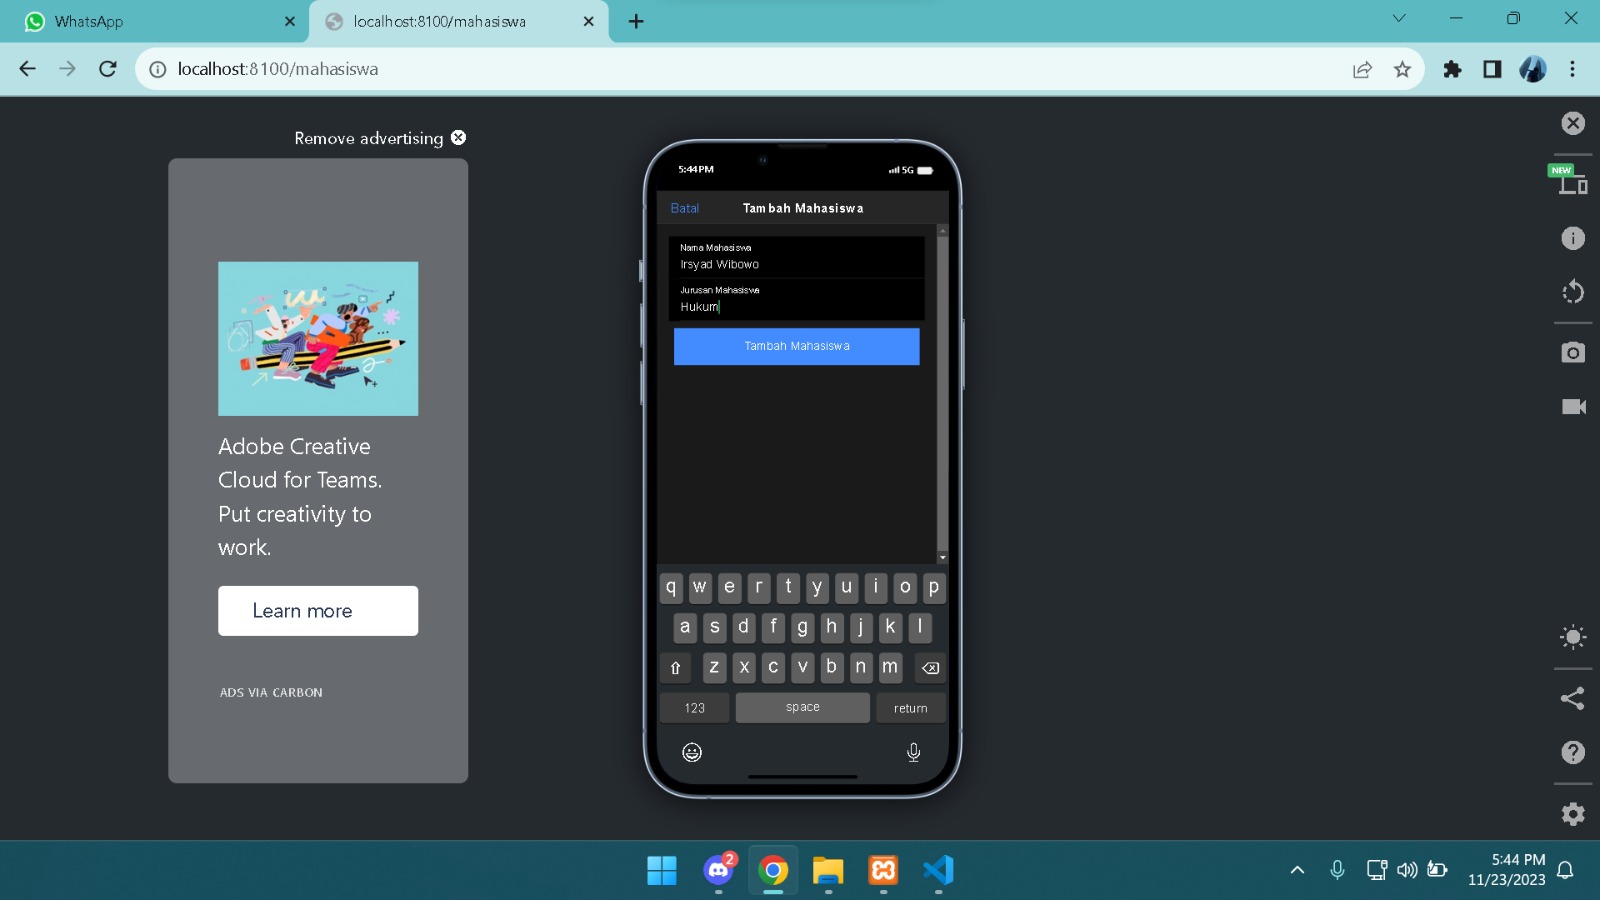 WhatsApp
localhost:8100/mahasiswa
localhost:8100/mahasiswa
Remove advertising
Adobe Creative
Cloud for Teams.
Put creativity to
work.
Learn more
ADS VIA CARBON
5:44 PM
5G
Batal
Tambah Mahasiswa
Nama Mahasiswa
Irsyad Wibowo
Jurusan Mahasiswa
Hukum
Tambah Mahasiswa
q w e r t y u i o p
a s d f g h j k l
z x c v b n m
123 space return
NEW
2
5:44 PM
11/23/2023